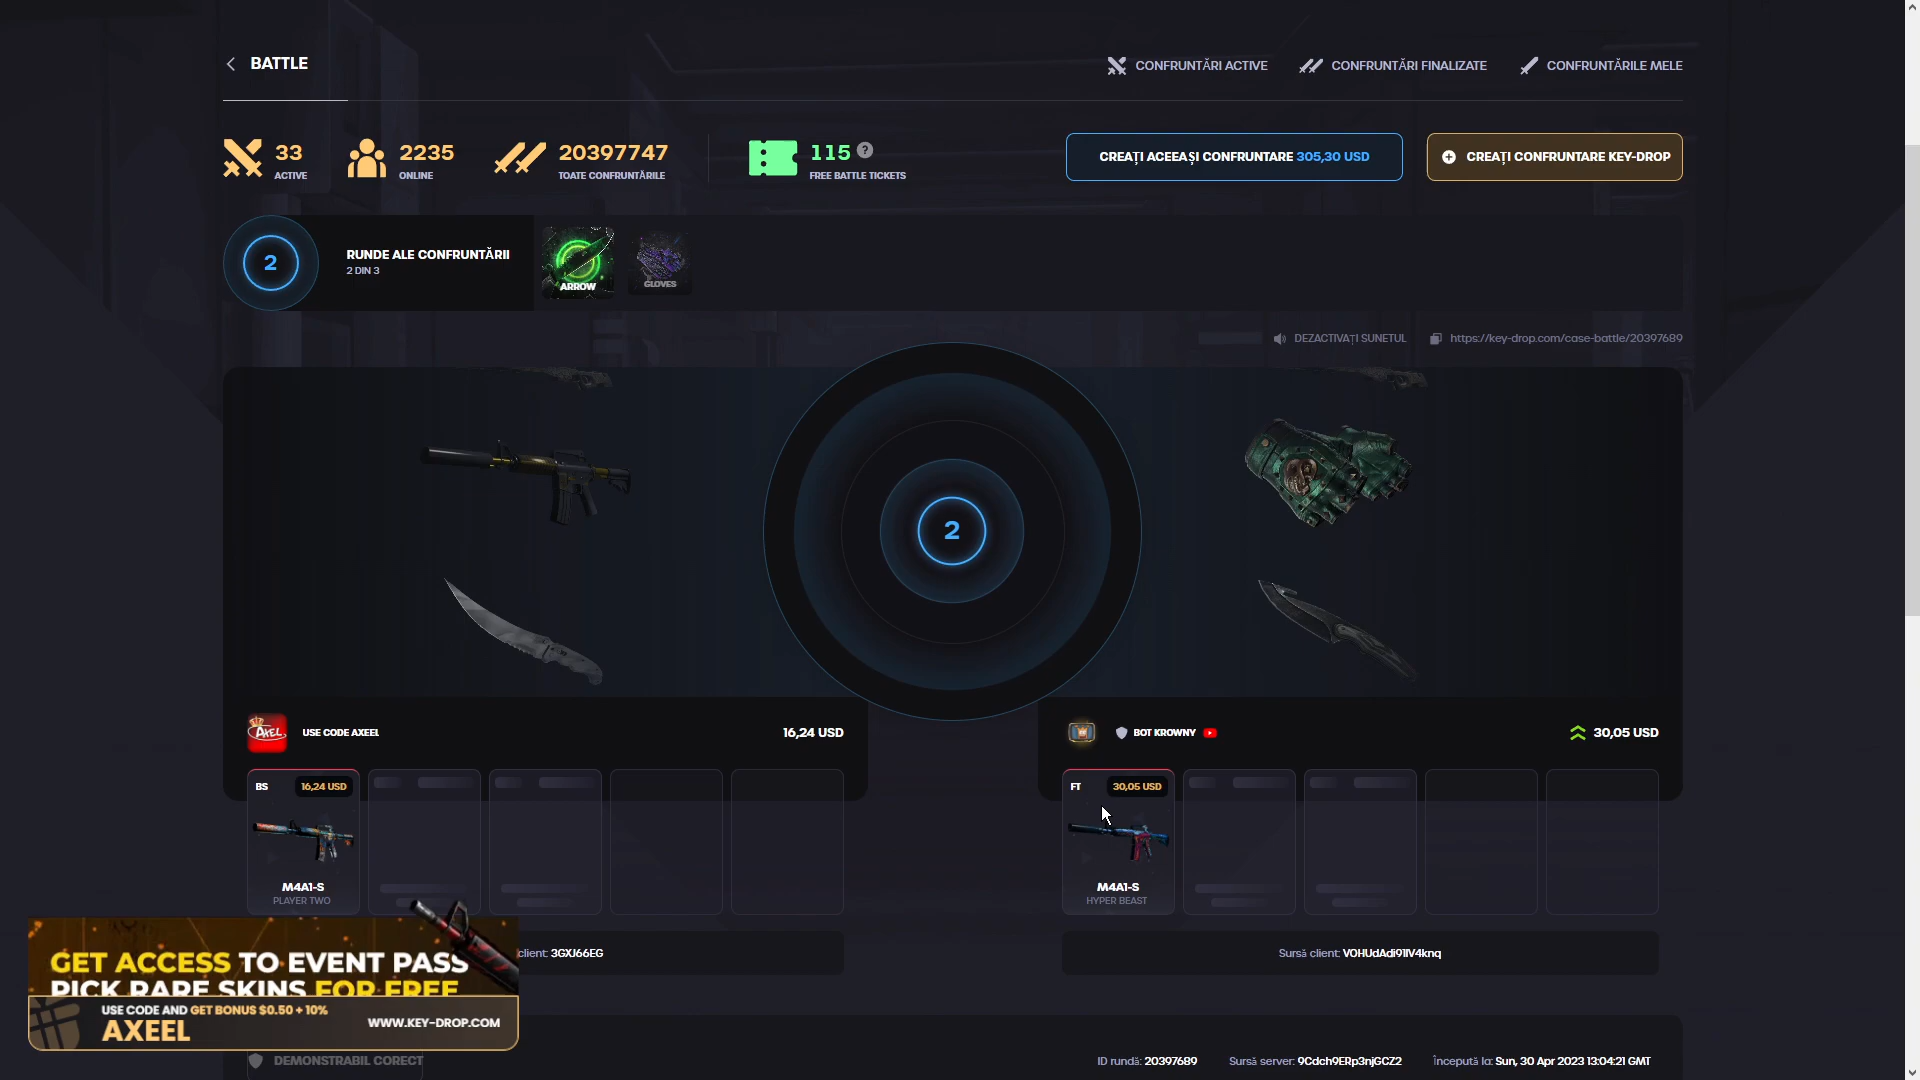 BATTLE
CONFRUNTĂRI ACTIVE
CONFRUNTĂRI FINALIZATE
CONFRUNTĂRILE MELE
33
ACTIVE
2235
ONLINE
20397747
TOATE CONFRUNTĂRILE
115 ?
FREE BATTLE TICKETS
CREAȚI ACEEAȘI CONFRUNTARE 305,30 USD
CREAȚI CONFRUNTARE KEY-DROP
2
RUNDE ALE CONFRUNTĂRII
2 DIN 3
ARROW
GLOVES
DEZACTIVAȚI SUNETUL
https://key-drop.com/case-battle/20397689
2
AXEL
USE CODE AXEEL
16,24 USD
BOT KROWNY
30,05 USD
BS
16,24 USD
M4A1-S
PLAYER TWO
FT
30,05 USD
M4A1-S
HYPER BEAST
client: 3GXJ66EG
Sursă client: VOHUdAdi91lV4knq
GET ACCESS TO EVENT PASS
PICK RARE SKINS FOR FREE
USE CODE AND GET BONUS $0.50 + 10%
AXEEL
WWW.KEY-DROP.COM
DEMONSTRABIL CORECT
ID rundă: 20397689
Sursă server: 9Cdch9ERp3njGCZ2
Începută la: Sun, 30 Apr 2023 13:04:21 GMT